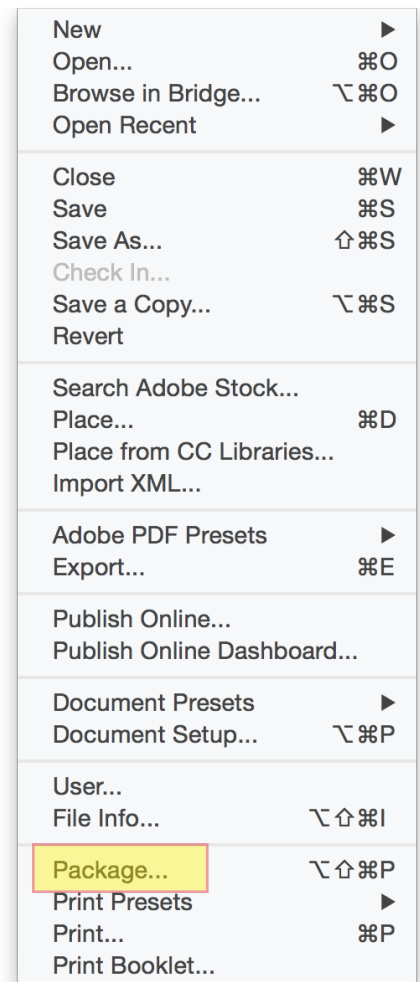 New ▶
Open... ⌘O
Browse in Bridge... ⌥⌘O
Open Recent ▶
Close ⌘W
Save ⌘S
Save As... ⇧⌘S
Check In...
Save a Copy... ⌥⌘S
Revert
Search Adobe Stock...
Place... ⌘D
Place from CC Libraries...
Import XML...
Adobe PDF Presets ▶
Export... ⌘E
Publish Online...
Publish Online Dashboard...
Document Presets ▶
Document Setup... ⌥⌘P
User...
File Info... ⌥⇧⌘I
Package... ⌥⇧⌘P
Print Presets ▶
Print... ⌘P
Print Booklet...